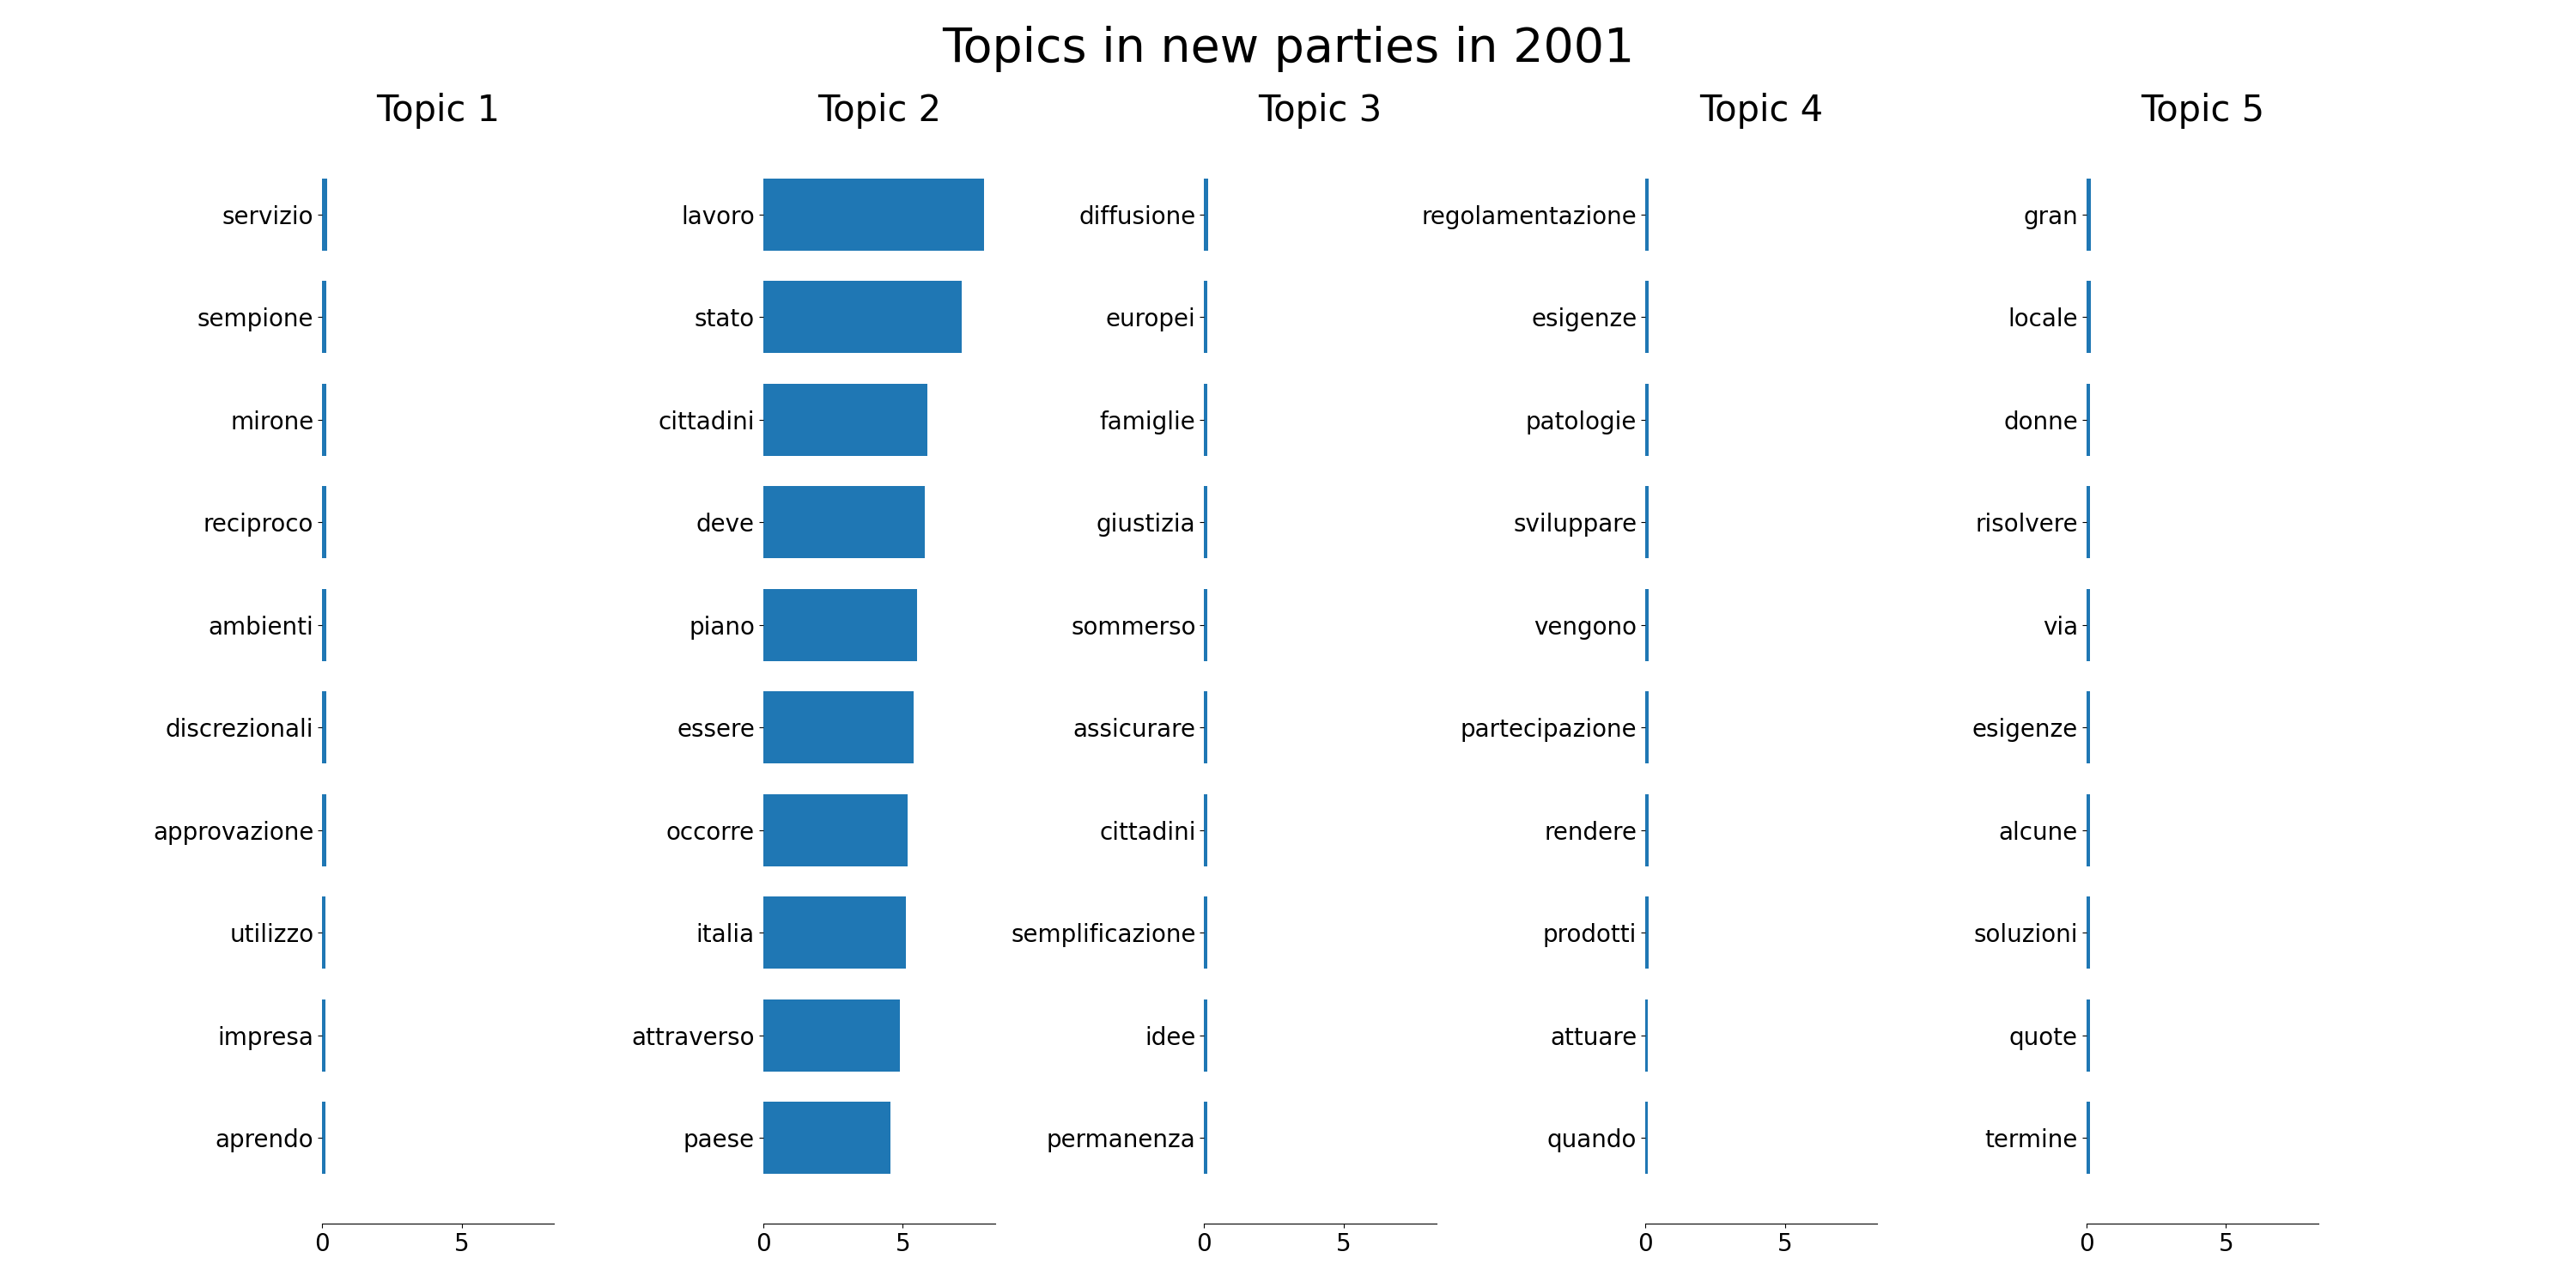 Topics in new parties in 2001
Topic 1
servizio
sempione
mirone
reciproco
ambienti
discrezionali
approvazione
utilizzo
impresa
aprendo
0 5
Topic 2
lavoro
stato
cittadini
deve
piano
essere
occorre
italia
attraverso
paese
0 5
Topic 3
diffusione
europei
famiglie
giustizia
sommerso
assicurare
cittadini
semplificazione
idee
permanenza
0 5
Topic 4
regolamentazione
esigenze
patologie
sviluppare
vengono
partecipazione
rendere
prodotti
attuare
quando
0 5
Topic 5
gran
locale
donne
risolvere
via
esigenze
alcune
soluzioni
quote
termine
0 5